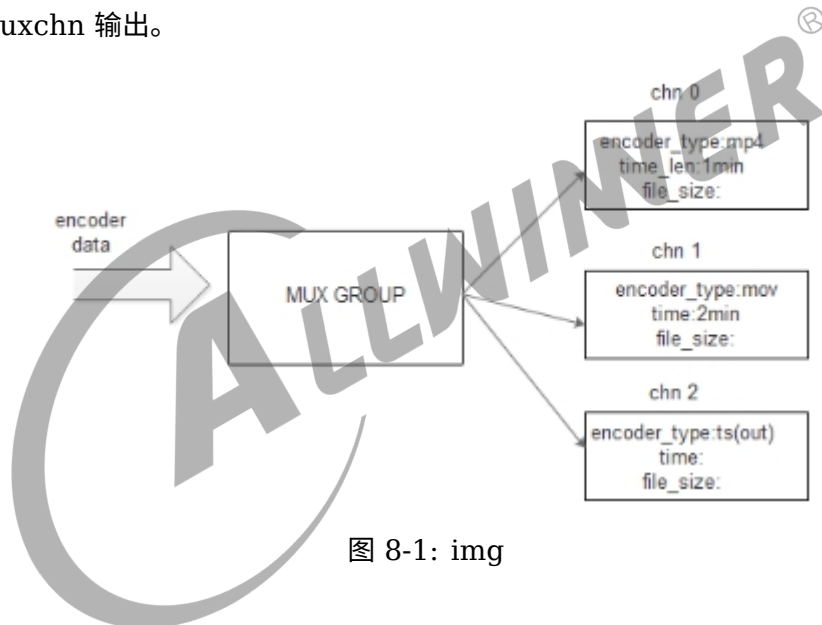 uxchn 输出。
®
chn 0
encoder_type:mp4
time_len:1min
file_size:
encoder
data
chn 1
MUX GROUP
encoder_type:mov
time:2min
file_size:
chn 2
encoder_type:ts(out)
time:
file_size:
ALLWINNER
图 8-1: img